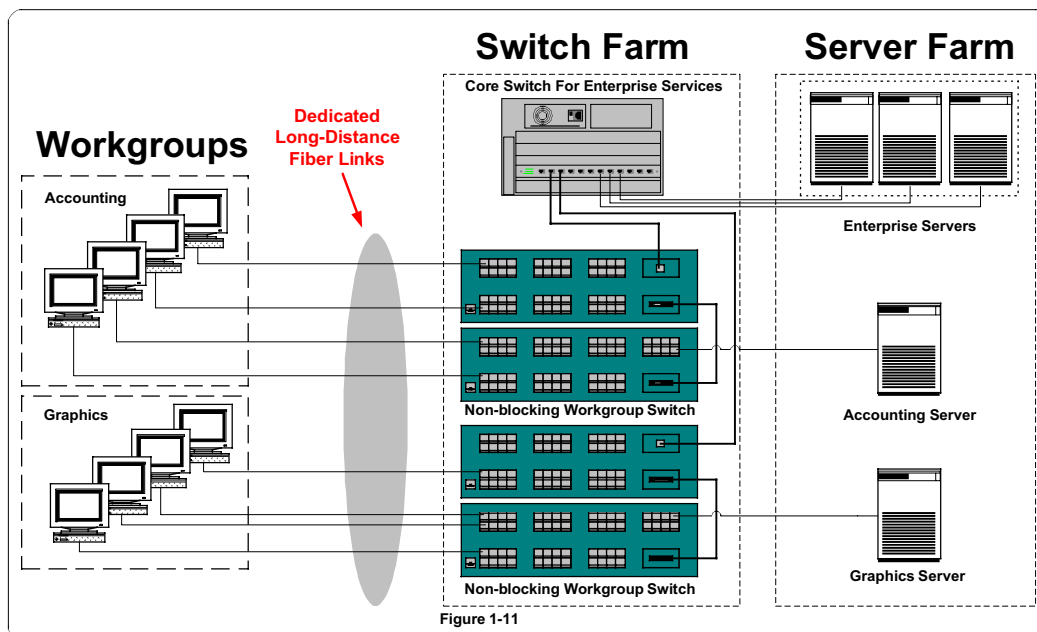 Switch Farm
Server Farm
Core Switch For Enterprise Services
Dedicated
Long-Distance
Fiber Links
Workgroups
Accounting
Enterprise Servers
Non-blocking Workgroup Switch
Accounting Server
Graphics
Non-blocking Workgroup Switch
Graphics Server
Figure 1-11